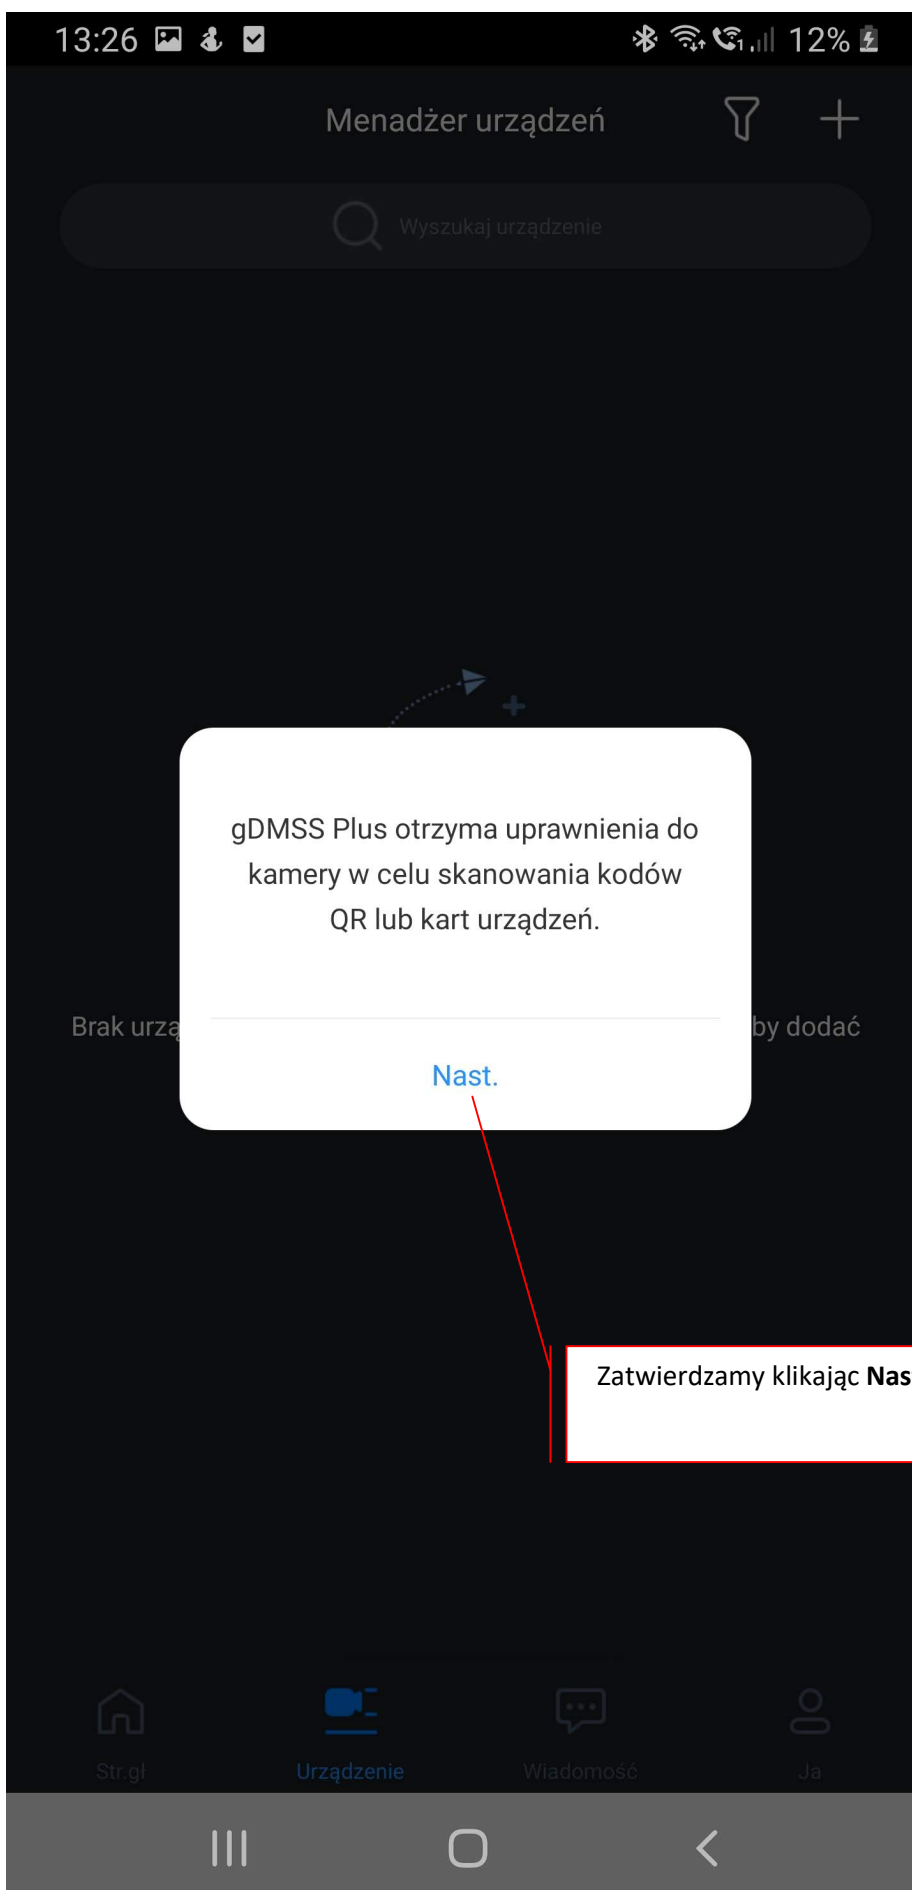 13:26
12%
Menadżer urządzeń
Wyszukaj urządzenie
gDMSS Plus otrzyma uprawnienia do
kamery w celu skanowania kodów
QR lub kart urządzeń.
Brak urzą by dodać
Nast.
Zatwierdzamy klikając Nas
Str.gł Urządzenie Wiadomość Ja